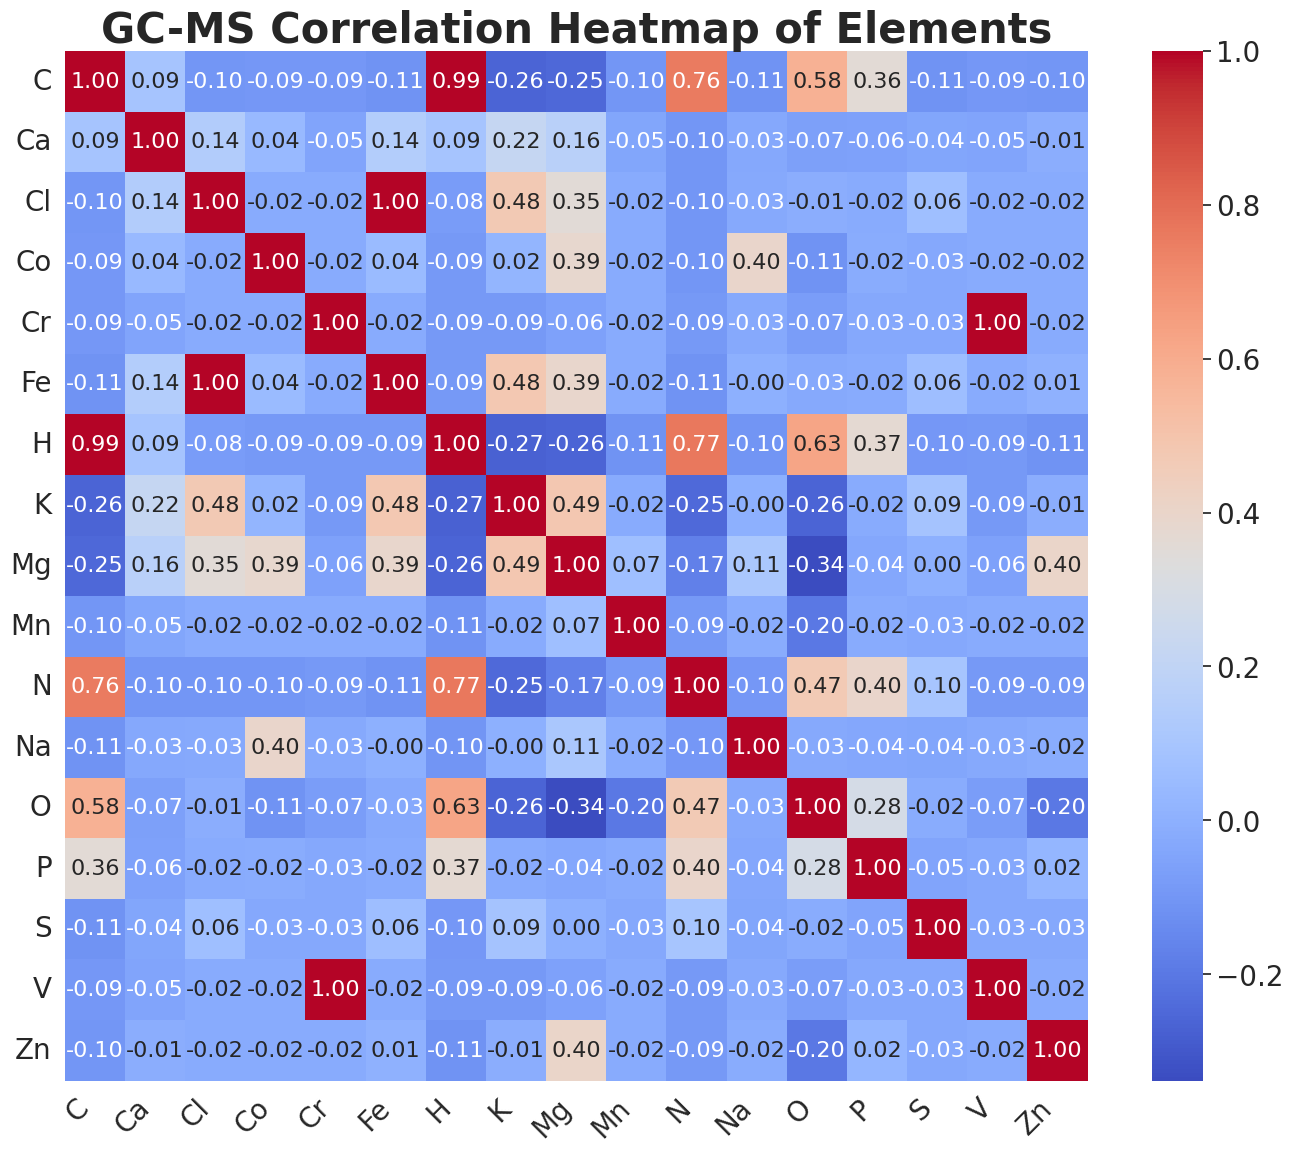 GC-MS Correlation Heatmap of Elements
C 1.00 0.09 -0.10 -0.09 -0.09 -0.11 0.99 -0.26 -0.25 -0.10 0.76 -0.11 0.58 0.36 -0.11 -0.09 -0.10
Ca 0.09 1.00 0.14 0.04 -0.05 0.14 0.09 0.22 0.16 -0.05 -0.10 -0.03 -0.07 -0.06 -0.04 -0.05 -0.01
Cl -0.10 0.14 1.00 -0.02 -0.02 1.00 -0.08 0.48 0.35 -0.02 -0.10 -0.03 -0.01 -0.02 0.06 -0.02 -0.02
Co -0.09 0.04 -0.02 1.00 -0.02 0.04 -0.09 0.02 0.39 -0.02 -0.10 0.40 -0.11 -0.02 -0.03 -0.02 -0.02
Cr -0.09 -0.05 -0.02 -0.02 1.00 -0.02 -0.09 -0.09 -0.06 -0.02 -0.09 -0.03 -0.07 -0.03 -0.03 1.00 -0.02
Fe -0.11 0.14 1.00 0.04 -0.02 1.00 -0.09 0.48 0.39 -0.02 -0.11 -0.00 -0.03 -0.02 0.06 -0.02 0.01
H 0.99 0.09 -0.08 -0.09 -0.09 -0.09 1.00 -0.27 -0.26 -0.11 0.77 -0.10 0.63 0.37 -0.10 -0.09 -0.11
K -0.26 0.22 0.48 0.02 -0.09 0.48 -0.27 1.00 0.49 -0.02 -0.25 -0.00 -0.26 -0.02 0.09 -0.09 -0.01
Mg -0.25 0.16 0.35 0.39 -0.06 0.39 -0.26 0.49 1.00 0.07 -0.17 0.11 -0.34 -0.04 0.00 -0.06 0.40
Mn -0.10 -0.05 -0.02 -0.02 -0.02 -0.02 -0.11 -0.02 0.07 1.00 -0.09 -0.02 -0.20 -0.02 -0.03 -0.02 -0.02
N 0.76 -0.10 -0.10 -0.10 -0.09 -0.11 0.77 -0.25 -0.17 -0.09 1.00 -0.10 0.47 0.40 0.10 -0.09 -0.09
Na -0.11 -0.03 -0.03 0.40 -0.03 -0.00 -0.10 -0.00 0.11 -0.02 -0.10 1.00 -0.03 -0.04 -0.04 -0.03 -0.02
O 0.58 -0.07 -0.01 -0.11 -0.07 -0.03 0.63 -0.26 -0.34 -0.20 0.47 -0.03 1.00 0.28 -0.02 -0.07 -0.20
P 0.36 -0.06 -0.02 -0.02 -0.03 -0.02 0.37 -0.02 -0.04 -0.02 0.40 -0.04 0.28 1.00 -0.05 -0.03 0.02
S -0.11 -0.04 0.06 -0.03 -0.03 0.06 -0.10 0.09 0.00 -0.03 0.10 -0.04 -0.02 -0.05 1.00 -0.03 -0.03
V -0.09 -0.05 -0.02 -0.02 1.00 -0.02 -0.09 -0.09 -0.06 -0.02 -0.09 -0.03 -0.07 -0.03 -0.03 1.00 -0.02
Zn -0.10 -0.01 -0.02 -0.02 -0.02 0.01 -0.11 -0.01 0.40 -0.02 -0.09 -0.02 -0.20 0.02 -0.03 -0.02 1.00
C Ca Cl Co Cr Fe H K Mg Mn N Na O P S V Zn
1.0
0.8
0.6
0.4
0.2
0.0
−0.2